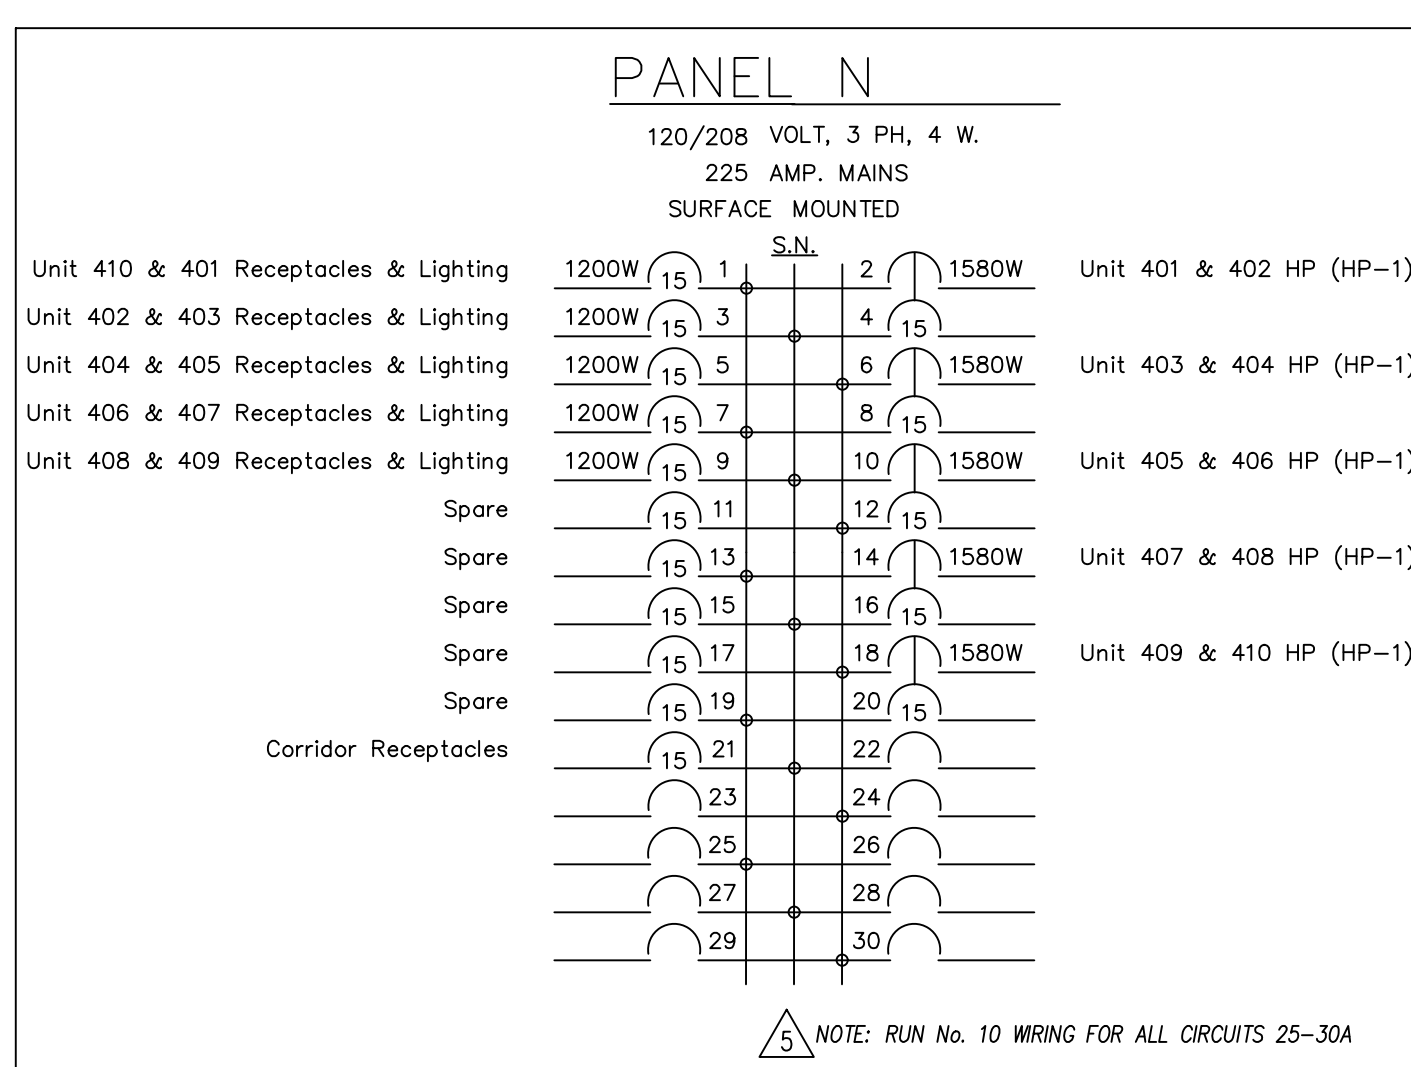 PANEL N
120/208 VOLT, 3 PH, 4 W.
225 AMP. MAINS
SURFACE MOUNTED
S.N.
Unit 410 & 401 Receptacles & Lighting 1200W 15 1 2 1580W Unit 401 & 402 HP (HP-1)
Unit 402 & 403 Receptacles & Lighting 1200W 15 3 4 15
Unit 404 & 405 Receptacles & Lighting 1200W 15 5 6 1580W Unit 403 & 404 HP (HP-1)
Unit 406 & 407 Receptacles & Lighting 1200W 15 7 8 15
Unit 408 & 409 Receptacles & Lighting 1200W 15 9 10 1580W Unit 405 & 406 HP (HP-1)
Spare 15 11 12 15
Spare 15 13 14 1580W Unit 407 & 408 HP (HP-1)
Spare 15 15 16 15
Spare 15 17 18 1580W Unit 409 & 410 HP (HP-1)
Spare 15 19 20 15
Corridor Receptacles 15 21 22
23 24
25 26
27 28
29 30
5 NOTE: RUN No. 10 WIRING FOR ALL CIRCUITS 25-30A